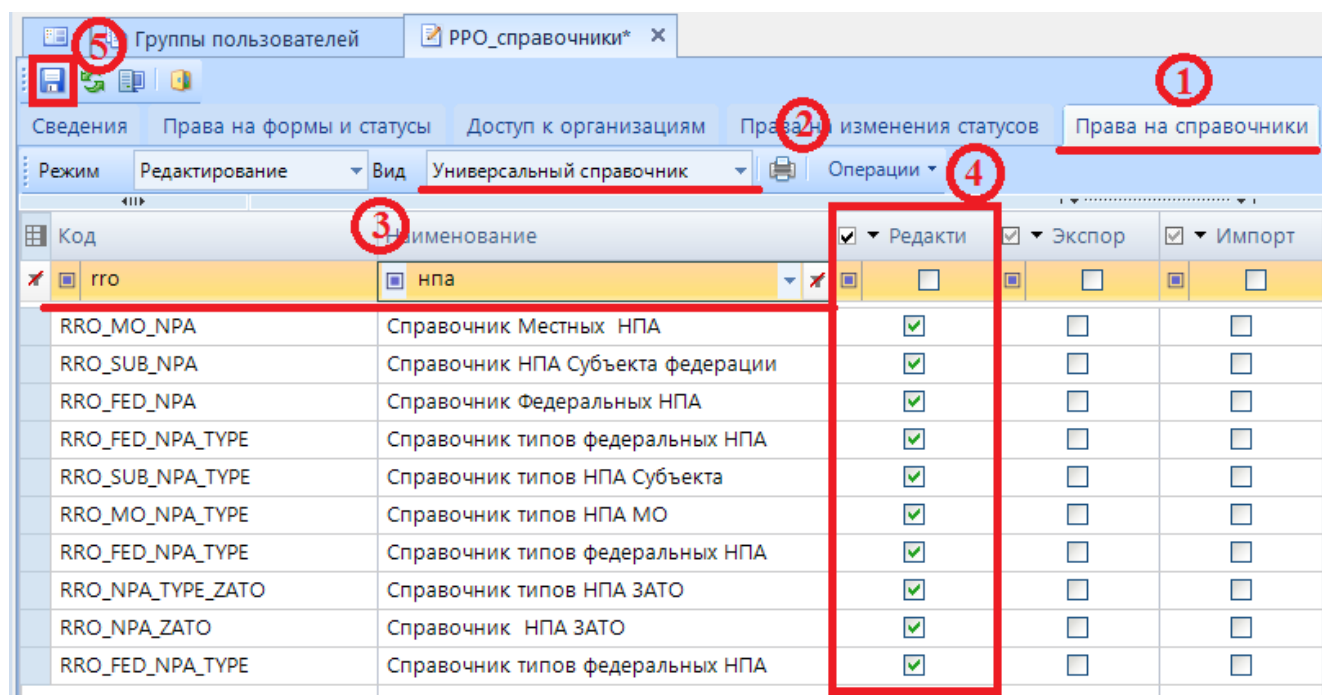 5 Группы пользователей РРО_справочники*
1
Сведения Права на формы и статусы Доступ к организациям Права на изменения статусов Права на справочники
2
Режим Редактирование Вид Универсальный справочник Операции
4
3
Код Наименование Редакти Экспор Импорт
rro нпа
RRO_MO_NPA Справочник Местных НПА
RRO_SUB_NPA Справочник НПА Субъекта федерации
RRO_FED_NPA Справочник Федеральных НПА
RRO_FED_NPA_TYPE Справочник типов федеральных НПА
RRO_SUB_NPA_TYPE Справочник типов НПА Субъекта
RRO_MO_NPA_TYPE Справочник типов НПА МО
RRO_FED_NPA_TYPE Справочник типов федеральных НПА
RRO_NPA_TYPE_ZATO Справочник типов НПА ЗАТО
RRO_NPA_ZATO Справочник НПА ЗАТО
RRO_FED_NPA_TYPE Справочник типов федеральных НПА